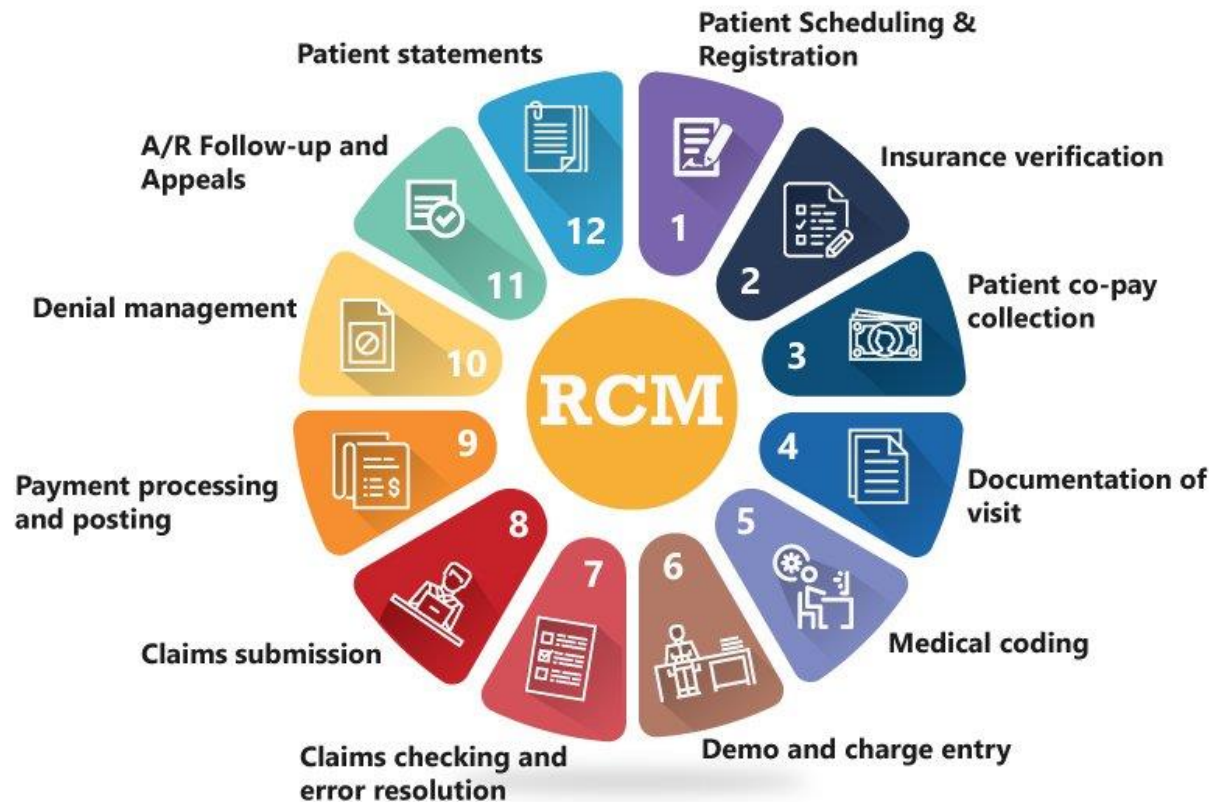 Patient Scheduling &
Registration
1
Insurance verification
2
Patient co-pay
collection
3
Documentation of
visit
4
Medical coding
5
Demo and charge entry
6
Claims checking and
error resolution
7
Claims submission
8
Payment processing
and posting
9
Denial management
10
A/R Follow-up and
Appeals
11
Patient statements
12
RCM
$